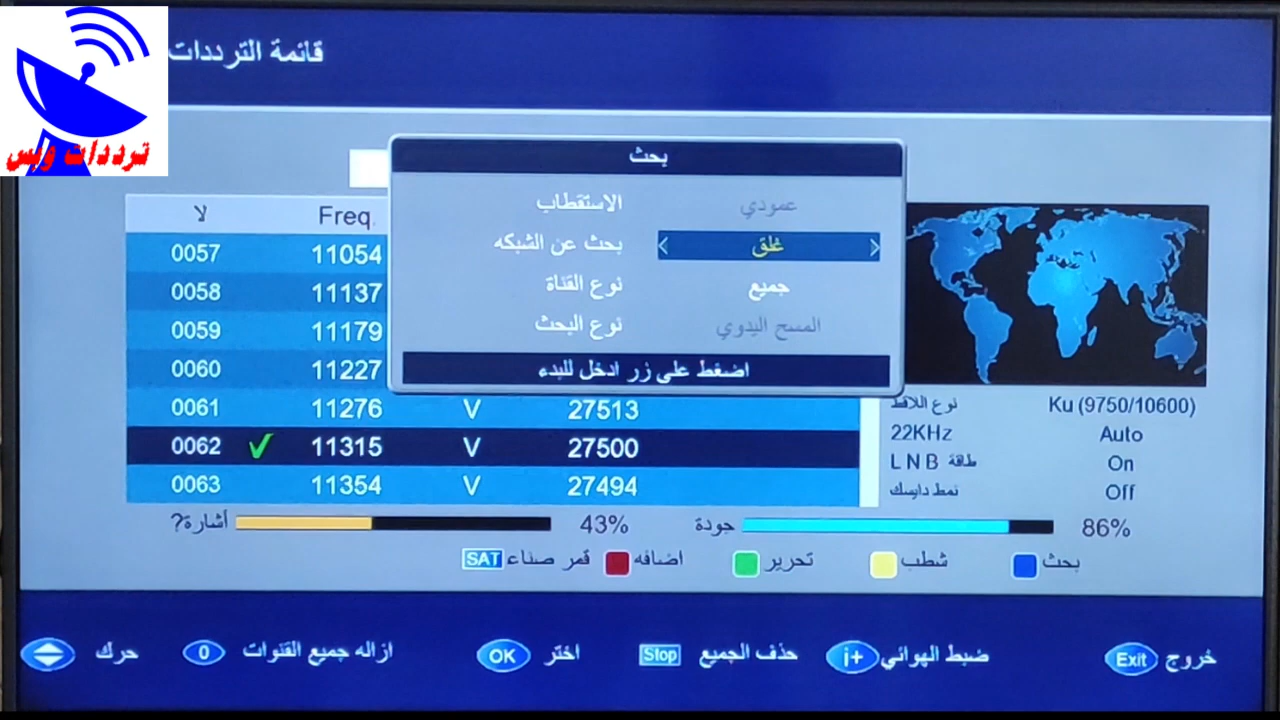 قائمة الترددات
ترددات ويس
بحث
الاستقطاب عمودي
بحث عن الشبكه < غلق >
نوع القناة جميع
نوع البحث المسح اليدوي
اضغط على زر ادخل للبدء
لا Freq.
0057 11054
0058 11137
0059 11179
0060 11227
0061 11276 V 27513
0062 ✓ 11315 V 27500
0063 11354 V 27494
نوع اللاقط Ku (9750/10600)
22KHz Auto
طاقة LNB On
نمط دايسك Off
أشارة? 43% جودة 86%
SAT قمر صناء اضافه تحرير شطب بحث
حرك 0 ازاله جميع القنوات OK اختر Stop حذف الجميع i+ ضبط الهوائي Exit خروج